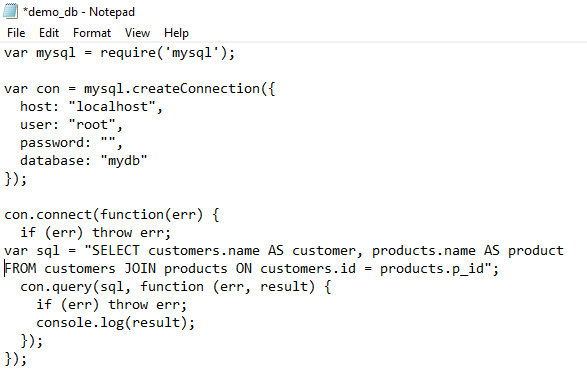 *demo_db - Notepad
File Edit Format View Help
var mysql = require('mysql');
var con = mysql.createConnection({
  host: "localhost",
  user: "root",
  password: "",
  database: "mydb"
});
con.connect(function(err) {
  if (err) throw err;
var sql = "SELECT customers.name AS customer, products.name AS product
FROM customers JOIN products ON customers.id = products.p_id";
  con.query(sql, function (err, result) {
    if (err) throw err;
    console.log(result);
  });
});